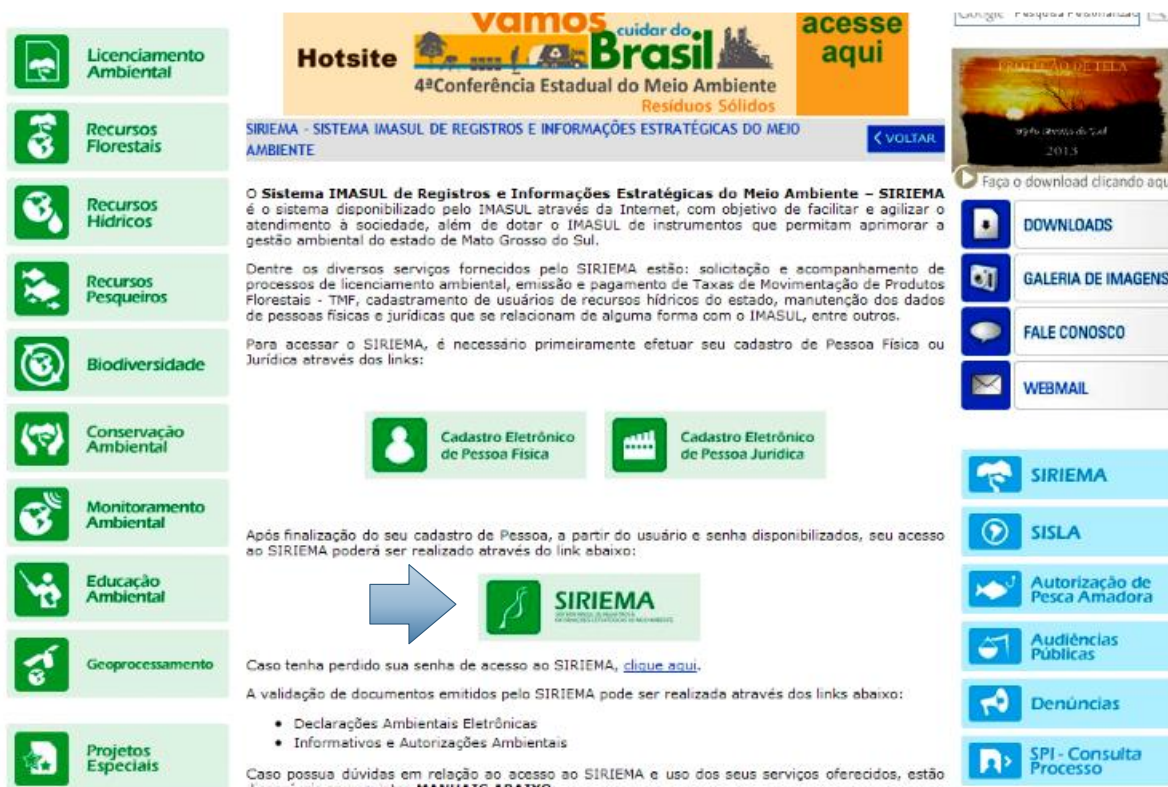 Licenciamento
Ambiental
Recursos
Florestais
Recursos
Hídricos
Recursos
Pesqueiros
Biodiversidade
Conservação
Ambiental
Monitoramento
Ambiental
Educação
Ambiental
Geoprocessamento
Projetos
Especiais
Hotsite
vamos
cuidar do
Brasil
4ªConferência Estadual do Meio Ambiente
Resíduos Sólidos
acesse
aqui
SIRIEMA - SISTEMA IMASUL DE REGISTROS E INFORMAÇÕES ESTRATÉGICAS DO MEIO
AMBIENTE
VOLTAR
O Sistema IMASUL de Registros e Informações Estratégicas do Meio Ambiente – SIRIEMA
é o sistema disponibilizado pelo IMASUL através da Internet, com objetivo de facilitar e agilizar o
atendimento à sociedade, além de dotar o IMASUL de instrumentos que permitam aprimorar a
gestão ambiental do estado de Mato Grosso do Sul.
Dentre os diversos serviços fornecidos pelo SIRIEMA estão: solicitação e acompanhamento de
processos de licenciamento ambiental, emissão e pagamento de Taxas de Movimentação de Produtos
Florestais - TMF, cadastramento de usuários de recursos hídricos do estado, manutenção dos dados
de pessoas físicas e jurídicas que se relacionam de alguma forma com o IMASUL, entre outros.
Para acessar o SIRIEMA, é necessário primeiramente efetuar seu cadastro de Pessoa Física ou
Jurídica através dos links:
Cadastro Eletrônico
de Pessoa Física
Cadastro Eletrônico
de Pessoa Jurídica
Após finalização do seu cadastro de Pessoa, a partir do usuário e senha disponibilizados, seu acesso
ao SIRIEMA poderá ser realizado através do link abaixo:
SIRIEMA
Caso tenha perdido sua senha de acesso ao SIRIEMA, clique aqui.
A validação de documentos emitidos pelo SIRIEMA pode ser realizada através dos links abaixo:
• Declarações Ambientais Eletrônicas
• Informativos e Autorizações Ambientais
Caso possua dúvidas em relação ao acesso ao SIRIEMA e uso dos seus serviços oferecidos, estão
MANUAIS ABAIXO
Google Pesquisa Personalizad
PROTEÇÃO DE TELA
Mato Grosso do Sul
2013
Faça o download clicando aqu
DOWNLOADS
GALERIA DE IMAGENS
FALE CONOSCO
WEBMAIL
SIRIEMA
SISLA
Autorização de
Pesca Amadora
Audiências
Públicas
Denúncias
SPI - Consulta
Processo